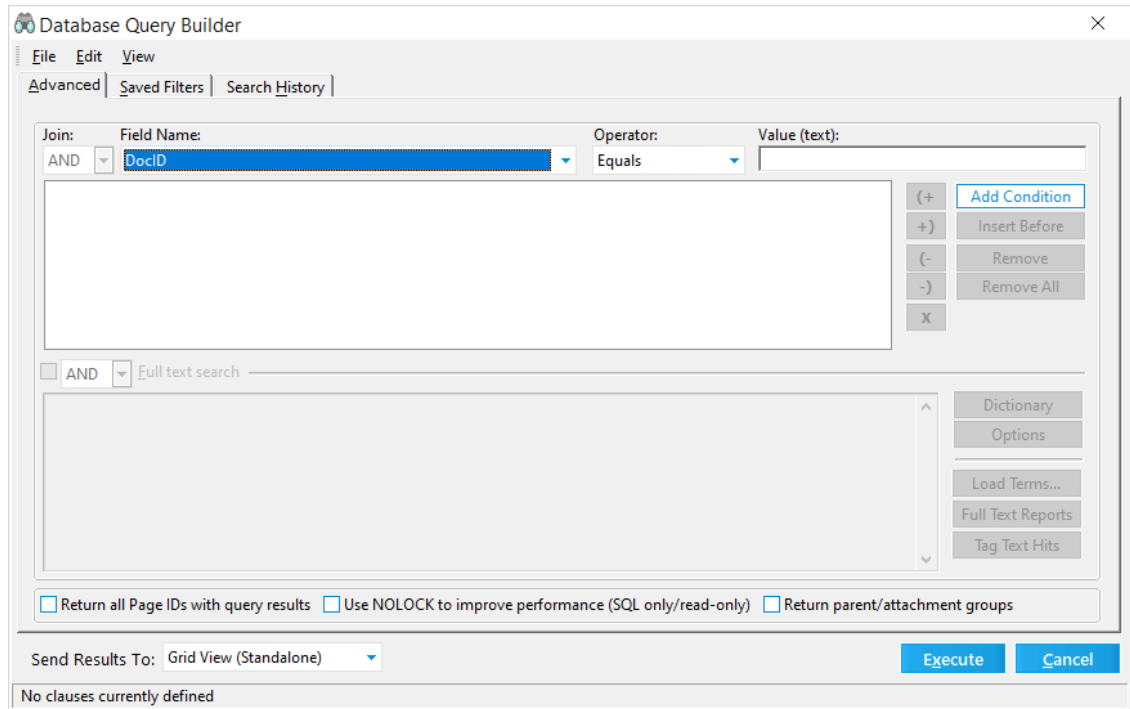 Database Query Builder
File Edit View
Advanced Saved Filters Search History
Join: Field Name: Operator: Value (text):
AND DocID Equals
(+ Add Condition
+) Insert Before
(- Remove
-) Remove All
X
AND Full text search
Dictionary
Options
Load Terms...
Full Text Reports
Tag Text Hits
Return all Page IDs with query results Use NOLOCK to improve performance (SQL only/read-only) Return parent/attachment groups
Send Results To: Grid View (Standalone) Execute Cancel
No clauses currently defined